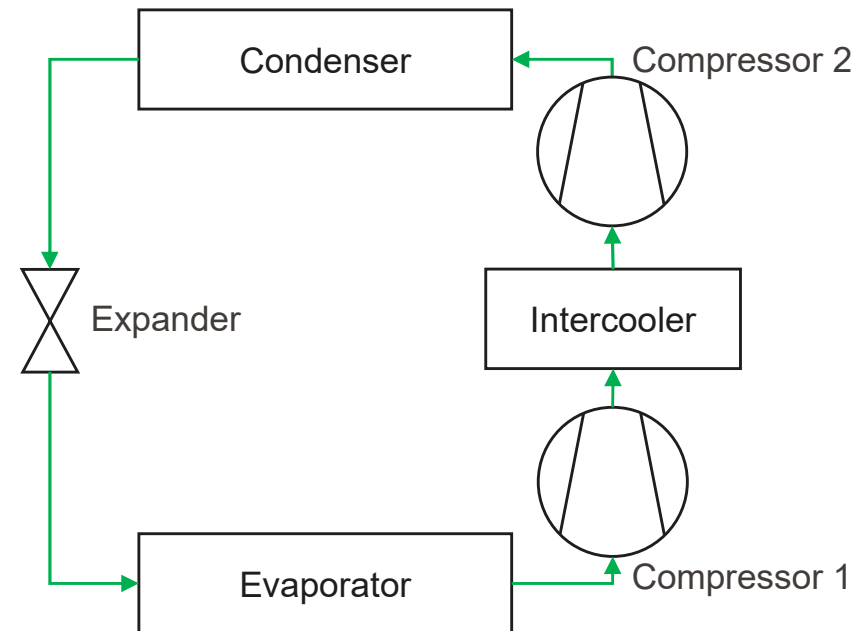 Condenser
Compressor 2
Expander
Intercooler
Evaporator
Compressor 1